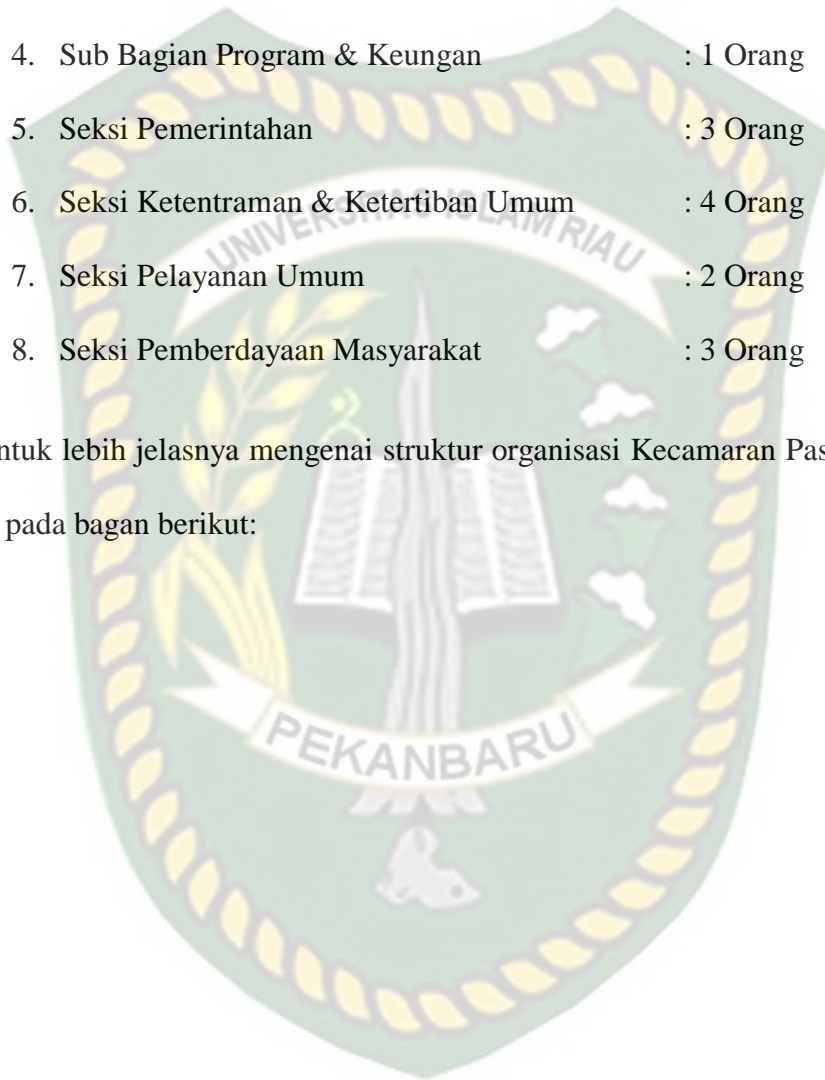 4. Sub Bagian Program & Keungan : 1 Orang
5. Seksi Pemerintahan : 3 Orang
6. Seksi Ketentraman & Ketertiban Umum : 4 Orang
UNIVERSITAS ISLAM RIAU
7. Seksi Pelayanan Umum : 2 Orang
8. Seksi Pemberdayaan Masyarakat : 3 Orang
ntuk lebih jelasnya mengenai struktur organisasi Kecamaran Pas
pada bagan berikut:
PEKANBARU